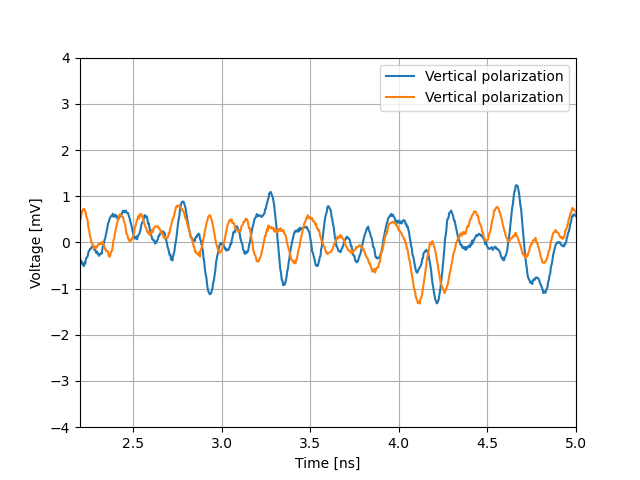 4
3
2
1
0
−1
−2
−3
−4
Voltage [mV]
Vertical polarization
Vertical polarization
2.5 3.0 3.5 4.0 4.5 5.0
Time [ns]